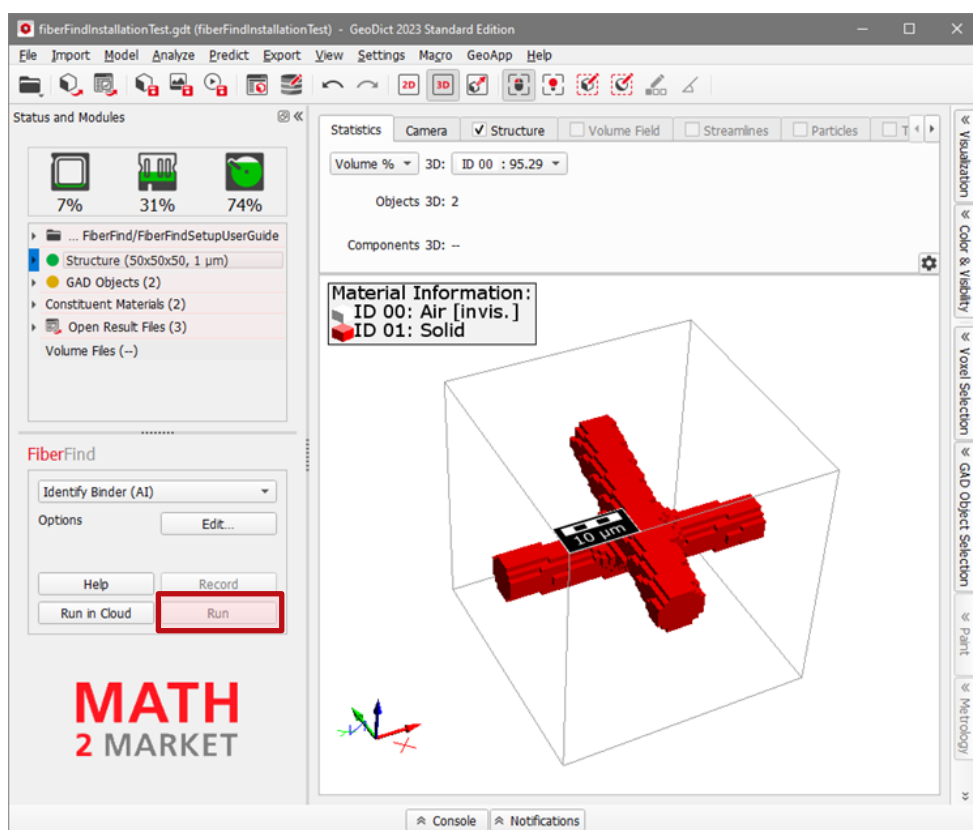 fiberFindInstallationTest.gdt (fiberFindInstallationTest) - GeoDict 2023 Standard Edition
File Import Model Analyze Predict Export View Settings Macro GeoApp Help
2D 3D
Status and Modules
7% 31% 74%
... FiberFind/FiberFindSetupUserGuide
Structure (50x50x50, 1 µm)
GAD Objects (2)
Constituent Materials (2)
Open Result Files (3)
Volume Files (--)
FiberFind
Identify Binder (AI)
Options Edit...
Help Record
Run in Cloud Run
MATH
2 MARKET
Statistics Camera Structure Volume Field Streamlines Particles T
Volume % 3D: ID 00 : 95.29
Objects 3D: 2
Components 3D: --
Material Information:
ID 00: Air [invis.]
ID 01: Solid
10 µm
Visualization
Color & Visibility
Voxel Selection
GAD Object Selection
Paint
Metrology
Console Notifications